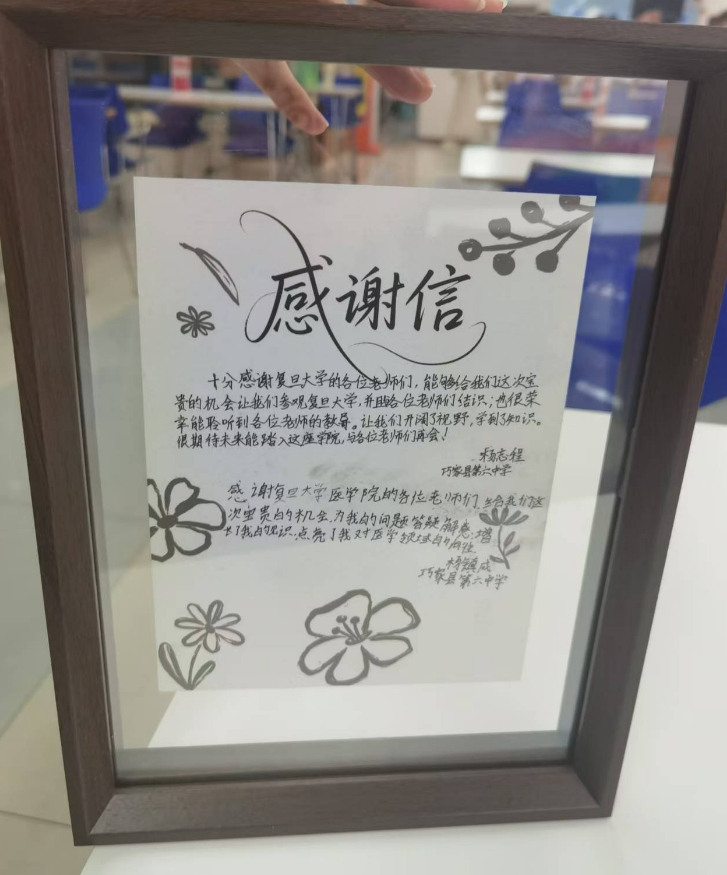 感谢信
十分感谢复旦大学的各位老师们，能够给我们这次宝
贵的机会让我们参观复旦大学，并且与各位老师们结识；也很荣
幸能聆听到各位老师的教导。让我们开阔了视野，学到了知识。
很期待未来能踏入这座学院，与各位老师们再会！
杨志程
巧家县第六中学
感谢复旦大学医学院的各位老师们 给我们这
次宝贵的机会，为我的问题答疑解惑，增
长了我的见识，点亮了我对医学领域的向往
杨镇成
巧家县第六中学